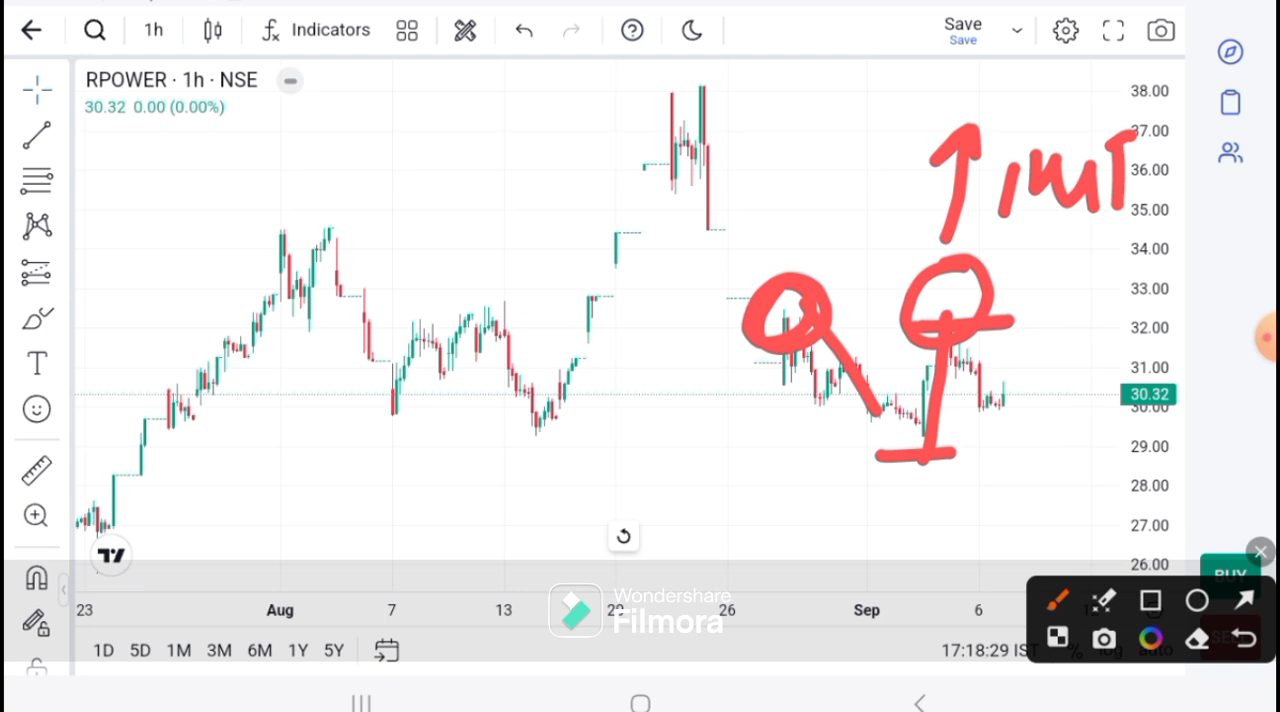 1h
Indicators
Save
Save
RPOWER · 1h · NSE
30.32 0.00 (0.00%)
38.00
37.00
36.00
35.00
34.00
33.00
32.00
31.00
30.32
30.00
29.00
28.00
27.00
26.00
BUY
Wondershare
Filmora
23
Aug
7
13
26
Sep
6
1D 5D 1M 3M 6M 1Y 5Y
17:18:29 IST
% log auto